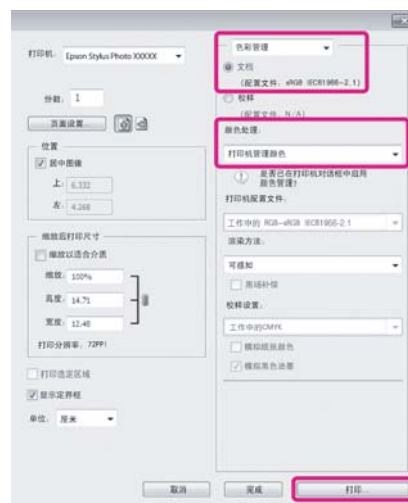 打印机: Epson Stylus Photo XXXXX
份数: 1
页面设置...
位置
居中图像
上: 6.332
左: 4.268
缩放后打印尺寸
缩放以适合介质
缩放: 100%
高度: 14.71
宽度: 12.48
打印分辨率: 72PPI
打印选定区域
显示定界框
单位: 厘米
取消
色彩管理
文档
(配置文件: sRGB IEC61966-2.1)
校样
(配置文件: N/A)
颜色处理:
打印机管理颜色
是否已在打印机对话框中启用
颜色管理?
打印机配置文件:
工作中的 RGB-sRGB IEC61966-2.1
渲染方法:
可感知
黑场补偿
校样设置:
工作中的CMYK
模拟纸张颜色
模拟黑色油墨
完成
打印...